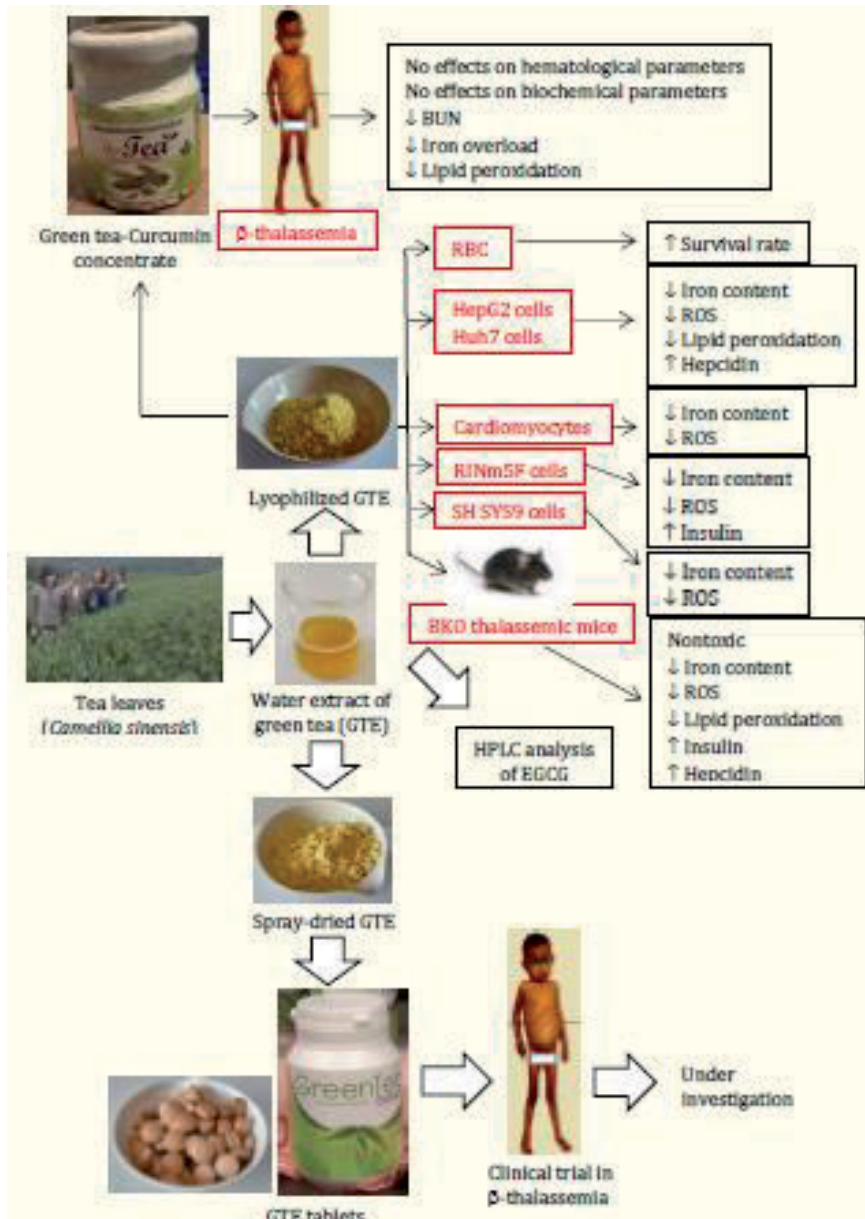 Tea
No effects on hematological parameters
No effects on biochemical parameters
↓ BUN
↓ Iron overload
↓ Lipid peroxidation
Green tea-Curcumin
concentrate
β-thalassemia
RBC
↑ Survival rate
HepG2 cells
Huh7 cells
↓ Iron content
↓ ROS
↓ Lipid peroxidation
↑ Hepcidin
Lyophilized GTE
Cardiomyocytes
↓ Iron content
↓ ROS
RINm5F cells
↓ Iron content
↓ ROS
↑ Insulin
SH SY59 cells
↓ Iron content
↓ ROS
BKO thalassemic mice
Nontoxic
↓ Iron content
↓ ROS
↓ Lipid peroxidation
↑ Insulin
↑ Hepcidin
Tea leaves
(Camellia sinensis)
Water extract of
green tea (GTE)
HPLC analysis
of EGCG
Spray-dried GTE
Under
investigation
Clinical trial in
β-thalassemia
GTE tablets